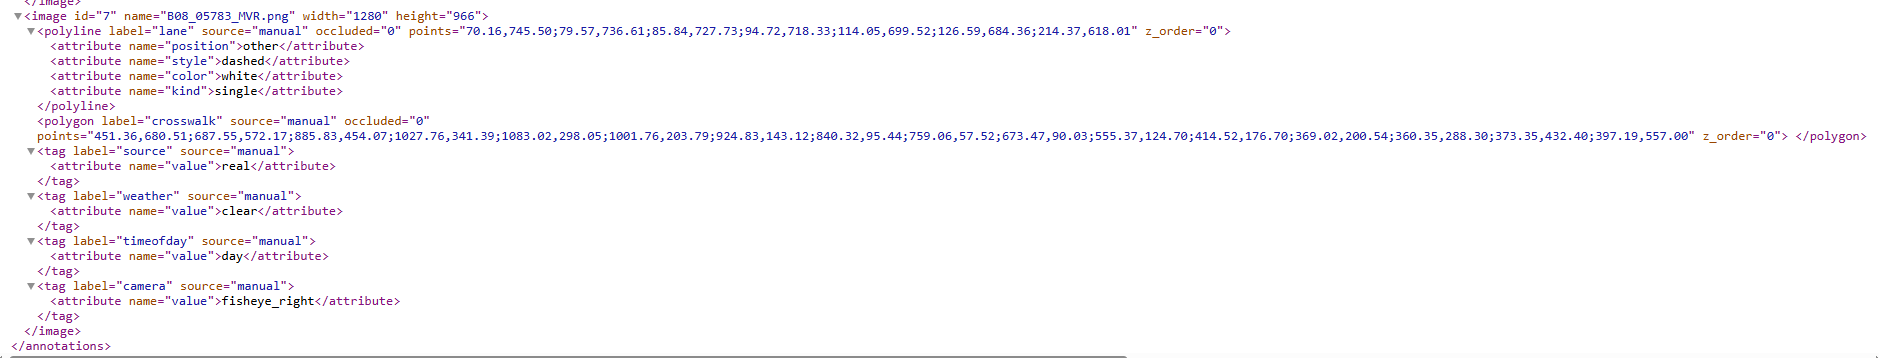 </image>
▼<image id="7" name="B08_05783_MVR.png" width="1280" height="966">
▼<polyline label="lane" source="manual" occluded="0" points="70.16,745.50;79.57,736.61;85.84,727.73;94.72,718.33;114.05,699.52;126.59,684.36;214.37,618.01" z_order="0">
<attribute name="position">other</attribute>
<attribute name="style">dashed</attribute>
<attribute name="color">white</attribute>
<attribute name="kind">single</attribute>
</polyline>
<polygon label="crosswalk" source="manual" occluded="0"
points="451.36,680.51;687.55,572.17;885.83,454.07;1027.76,341.39;1083.02,298.05;1001.76,203.79;924.83,143.12;840.32,95.44;759.06,57.52;673.47,90.03;555.37,124.70;414.52,176.70;369.02,200.54;360.35,288.30;373.35,432.40;397.19,557.00" z_order="0"> </polygon>
▼<tag label="source" source="manual">
<attribute name="value">real</attribute>
</tag>
▼<tag label="weather" source="manual">
<attribute name="value">clear</attribute>
</tag>
▼<tag label="timeofday" source="manual">
<attribute name="value">day</attribute>
</tag>
▼<tag label="camera" source="manual">
<attribute name="value">fisheye_right</attribute>
</tag>
</image>
</annotations>